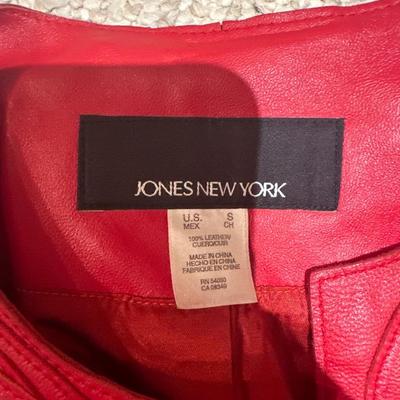 JONES NEW YORK
U.S. S
MEX CH
100% LEATHER/
CUERO/CUIR
MADE IN CHINA
HECHO EN CHINA
FABRIQUE EN CHINE
RN 54050
CA 08349